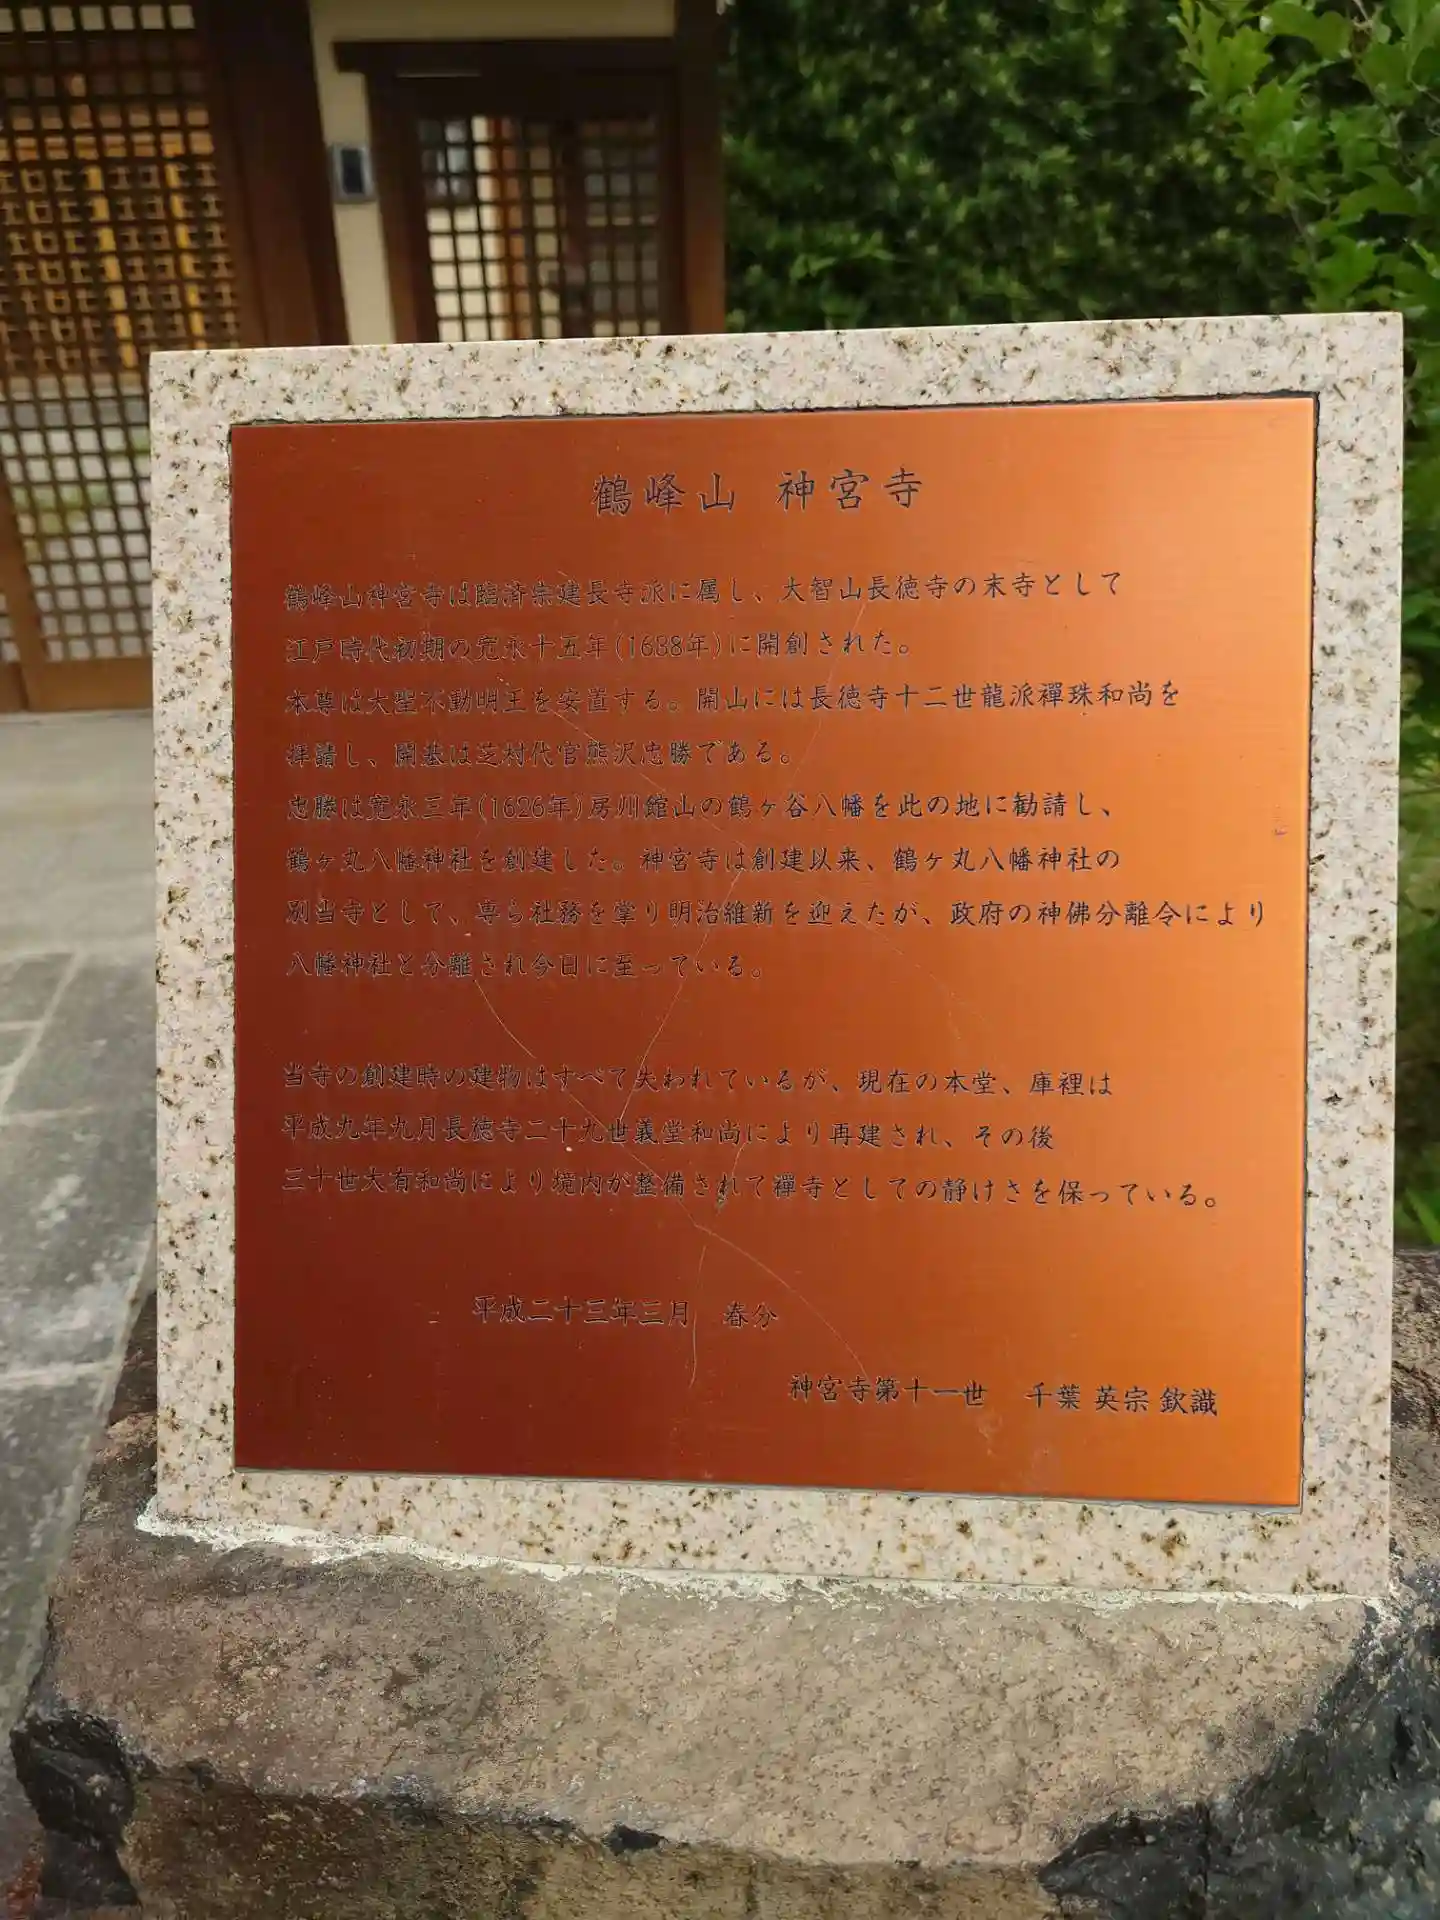 鶴峰山 神宮寺
鶴峰山神宮寺は臨済宗建長寺派に属し、大智山長徳寺の末寺として
江戸時代初期の寛永十五年(1638年)に開創された。
本尊は大聖不動明王を安置する。開山には長徳寺十二世龍派禪珠和尚を
拝請し、開基は芝村代官熊沢忠勝である。
忠勝は寛永三年(1626年)房州館山の鶴ヶ谷八幡を此の地に勧請し、
鶴ヶ丸八幡神社を創建した。神宮寺は創建以来、鶴ヶ丸八幡神社の
別当寺として、専ら社務を掌り明治維新を迎えたが、政府の神佛分離令により
八幡神社と分離され今日に至っている。
当寺の創建時の建物はすべて失われているが、現在の本堂、庫裡は
平成九年九月長徳寺二十九世義堂和尚により再建され、その後
三十世大有和尚により境内が整備されて禪寺としての静けさを保っている。
平成二十三年三月 春分
神宮寺第十一世 千葉 英宗 欽識